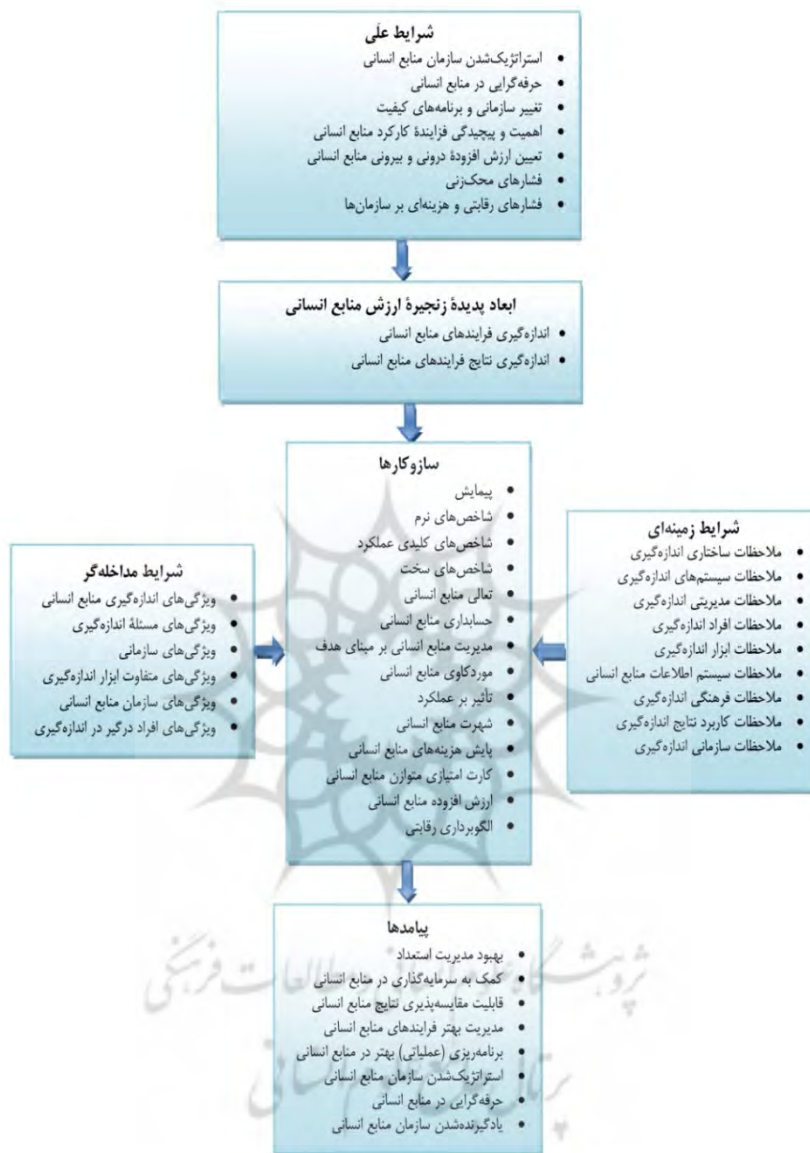 شرایط علّی
• استراتژیک‌شدن سازمان منابع انسانی
• حرفه‌گرایی در منابع انسانی
• تغییر سازمانی و برنامه‌های کیفیت
• اهمیت و پیچیدگی فزایندهٔ کارکرد منابع انسانی
• تعیین ارزش افزودهٔ درونی و بیرونی منابع انسانی
• فشارهای محک‌زنی
• فشارهای رقابتی و هزینه‌ای بر سازمان‌ها
ابعاد پدیدهٔ زنجیرهٔ ارزش منابع انسانی
• اندازه‌گیری فرایندهای منابع انسانی
• اندازه‌گیری نتایج فرایندهای منابع انسانی
شرایط زمینه‌ای
• ملاحظات ساختاری اندازه‌گیری
• ملاحظات سیستم‌های اندازه‌گیری
• ملاحظات مدیریتی اندازه‌گیری
• ملاحظات افراد اندازه‌گیری
• ملاحظات ابزار اندازه‌گیری
• ملاحظات سیستم اطلاعات منابع انسانی
• ملاحظات فرهنگی اندازه‌گیری
• ملاحظات کاربرد نتایج اندازه‌گیری
• ملاحظات سازمانی اندازه‌گیری
سازوکارها
• پیمایش
• شاخص‌های نرم
• شاخص‌های کلیدی عملکرد
• شاخص‌های سخت
• تعالی منابع انسانی
• حسابداری منابع انسانی
• مدیریت منابع انسانی بر مبنای هدف
• موردکاوی منابع انسانی
• تأثیر بر عملکرد
• شهرت منابع انسانی
• پایش هزینه‌های منابع انسانی
• کارت امتیازی متوازن منابع انسانی
• ارزش افزوده منابع انسانی
• الگوبرداری رقابتی
شرایط مداخله‌گر
• ویژگی‌های اندازه‌گیری منابع انسانی
• ویژگی‌های مسئلهٔ اندازه‌گیری
• ویژگی‌های سازمانی
• ویژگی‌های متفاوت ابزار اندازه‌گیری
• ویژگی‌های سازمان منابع انسانی
• ویژگی‌های افراد درگیر در اندازه‌گیری
پیامدها
• بهبود مدیریت استعداد
• کمک به سرمایه‌گذاری در منابع انسانی
• قابلیت مقایسه‌پذیری نتایج منابع انسانی
• مدیریت بهتر فرایندهای منابع انسانی
• برنامه‌ریزی (عملیاتی) بهتر در منابع انسانی
• استراتژیک‌شدن سازمان منابع انسانی
• حرفه‌گرایی در منابع انسانی
• یادگیرنده‌شدن سازمان منابع انسانی
پژوهشگاه علوم انسانی و مطالعات فرهنگی